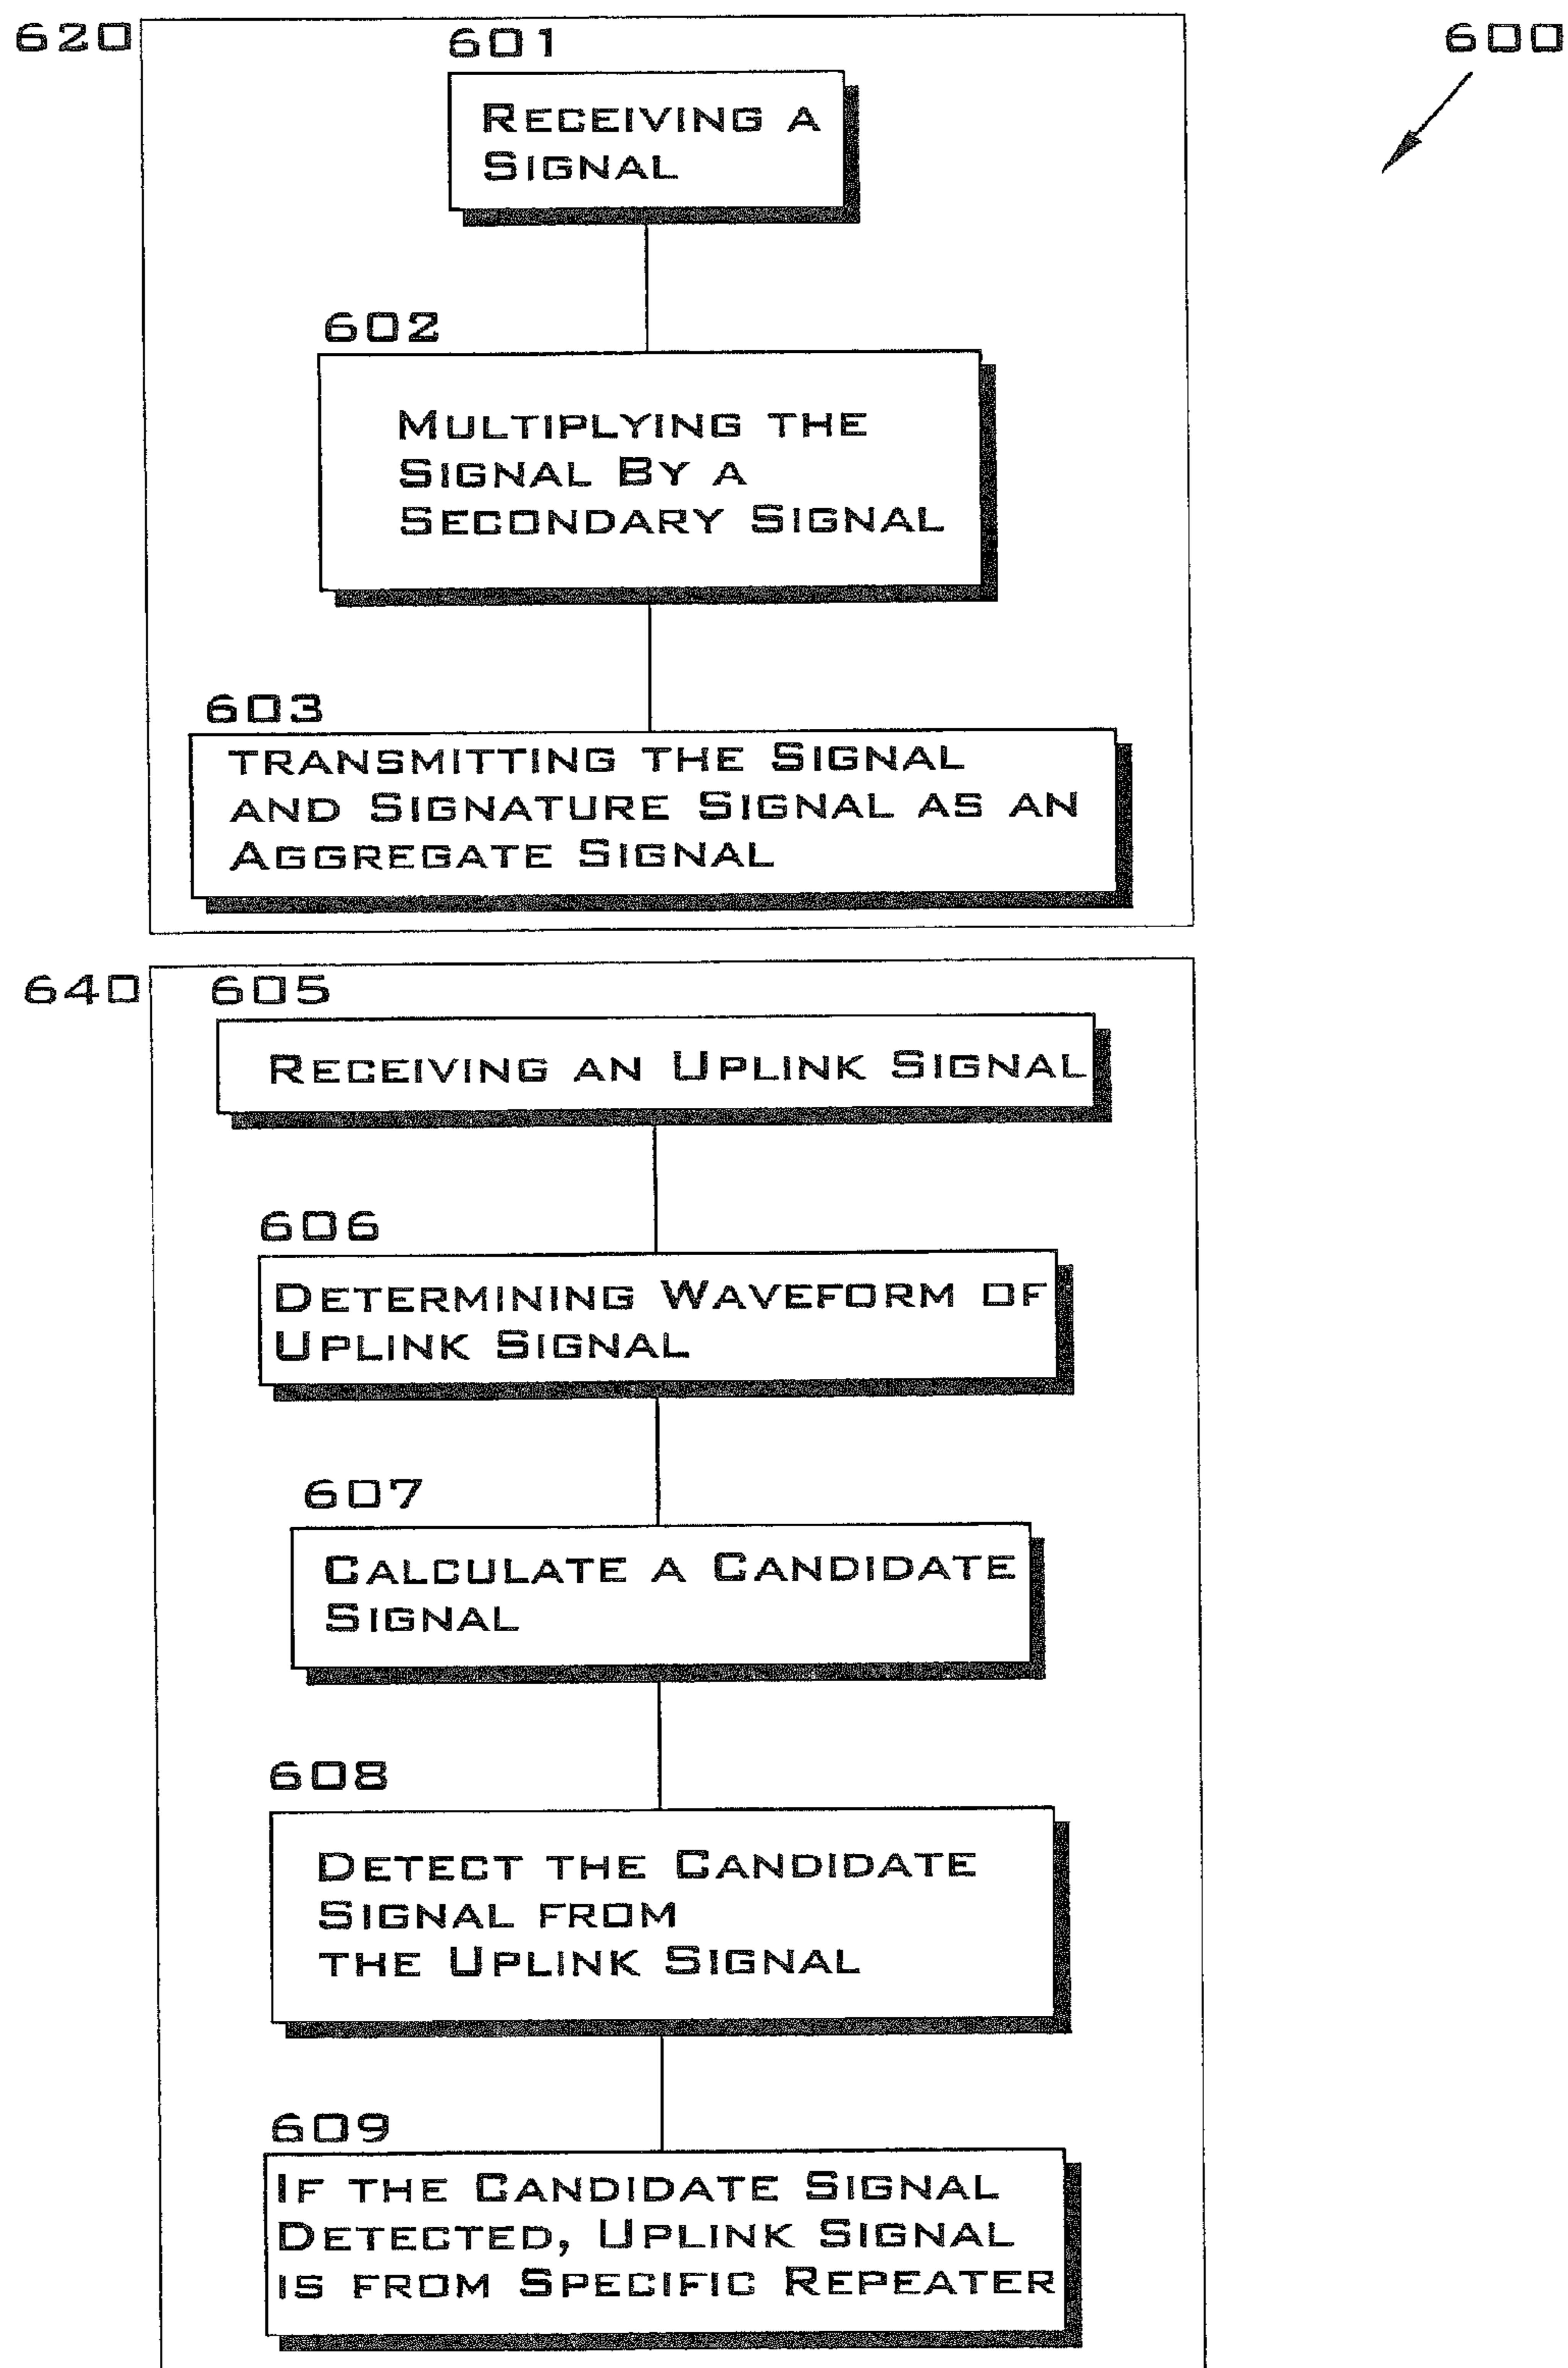 620
601
600
Receiving a
Signal
602
Multiplying the
Signal By a
Secondary Signal
603
transmitting the Signal
and Signature Signal as an
Aggregate Signal
640
605
Receiving an Uplink Signal
606
Determining Waveform of
Uplink Signal
607
Calculate a Candidate
Signal
608
Detect the Candidate
Signal from
the Uplink Signal
609
If the Candidate Signal
Detected, Uplink Signal
is from Specific Repeater